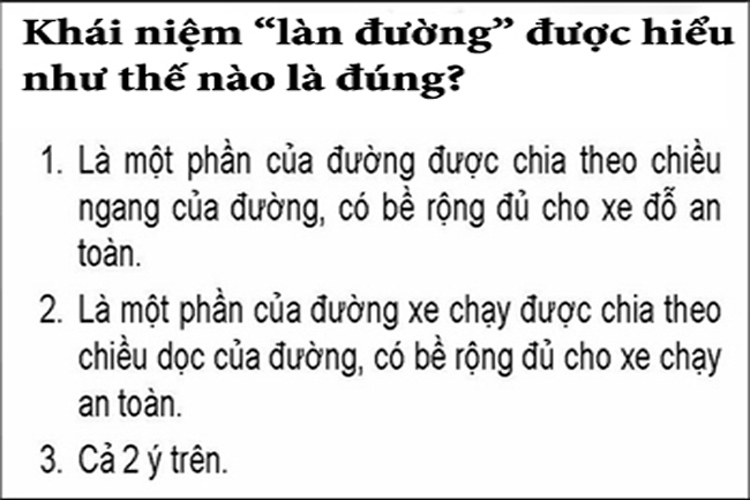 Khái niệm “làn đường” được hiểu
như thế nào là đúng?
1. Là một phần của đường được chia theo chiều
ngang của đường, có bề rộng đủ cho xe đỗ an
toàn.
2. Là một phần của đường xe chạy được chia theo
chiều dọc của đường, có bề rộng đủ cho xe chạy
an toàn.
3. Cả 2 ý trên.